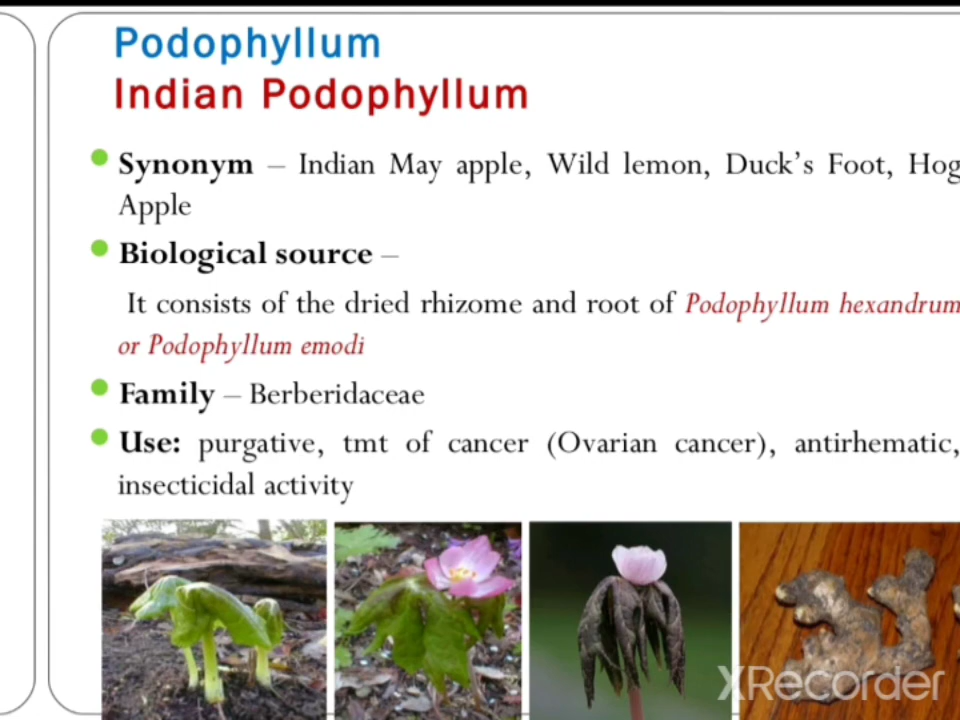 Podophyllum
Indian Podophyllum
Synonym – Indian May apple, Wild lemon, Duck's Foot, Hog
Apple
Biological source –
It consists of the dried rhizome and root of Podophyllum hexandrum
or Podophyllum emodi
Family – Berberidaceae
Use: purgative, tmt of cancer (Ovarian cancer), antirhematic,
insecticidal activity
XRecorder